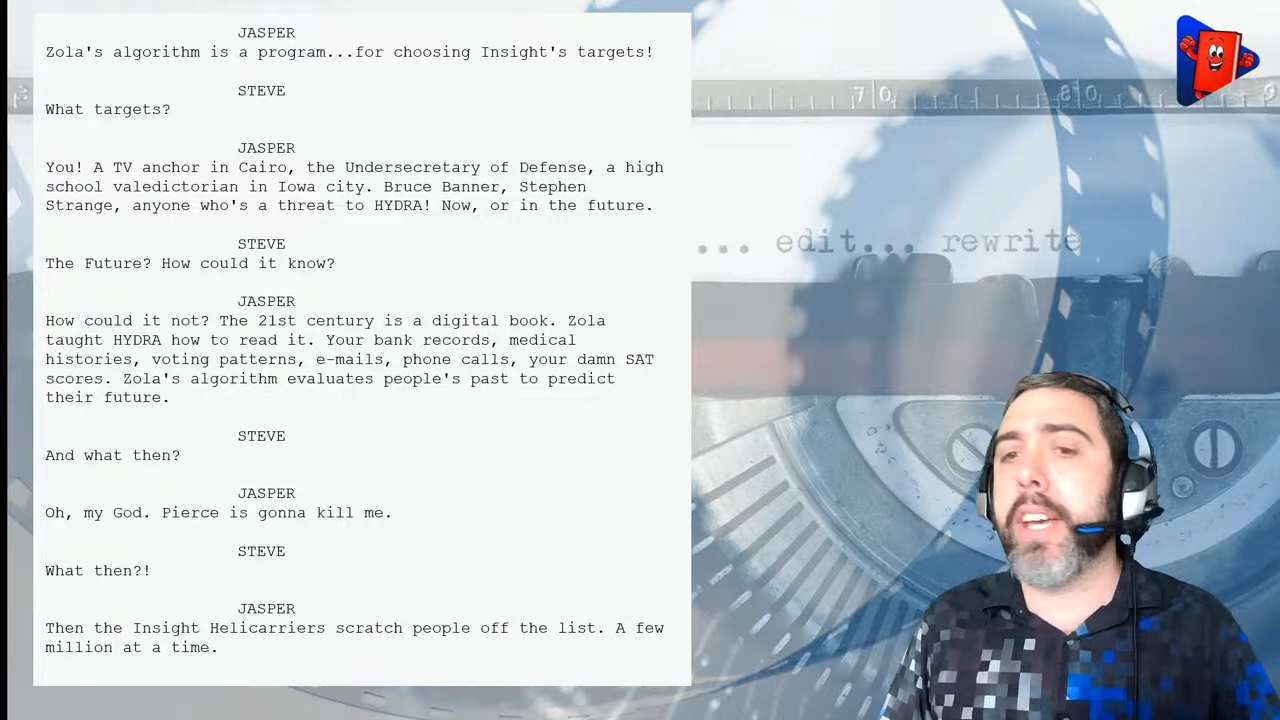 JASPER
Zola's algorithm is a program...for choosing Insight's targets!
STEVE
What targets?
JASPER
You! A TV anchor in Cairo, the Undersecretary of Defense, a high
school valedictorian in Iowa city. Bruce Banner, Stephen
Strange, anyone who's a threat to HYDRA! Now, or in the future.
STEVE
The Future? How could it know?
JASPER
How could it not? The 21st century is a digital book. Zola
taught HYDRA how to read it. Your bank records, medical
histories, voting patterns, e-mails, phone calls, your damn SAT
scores. Zola's algorithm evaluates people's past to predict
their future.
STEVE
And what then?
JASPER
Oh, my God. Pierce is gonna kill me.
STEVE
What then?!
JASPER
Then the Insight Helicarriers scratch people off the list. A few
million at a time.
70 80
... edit... rewrite